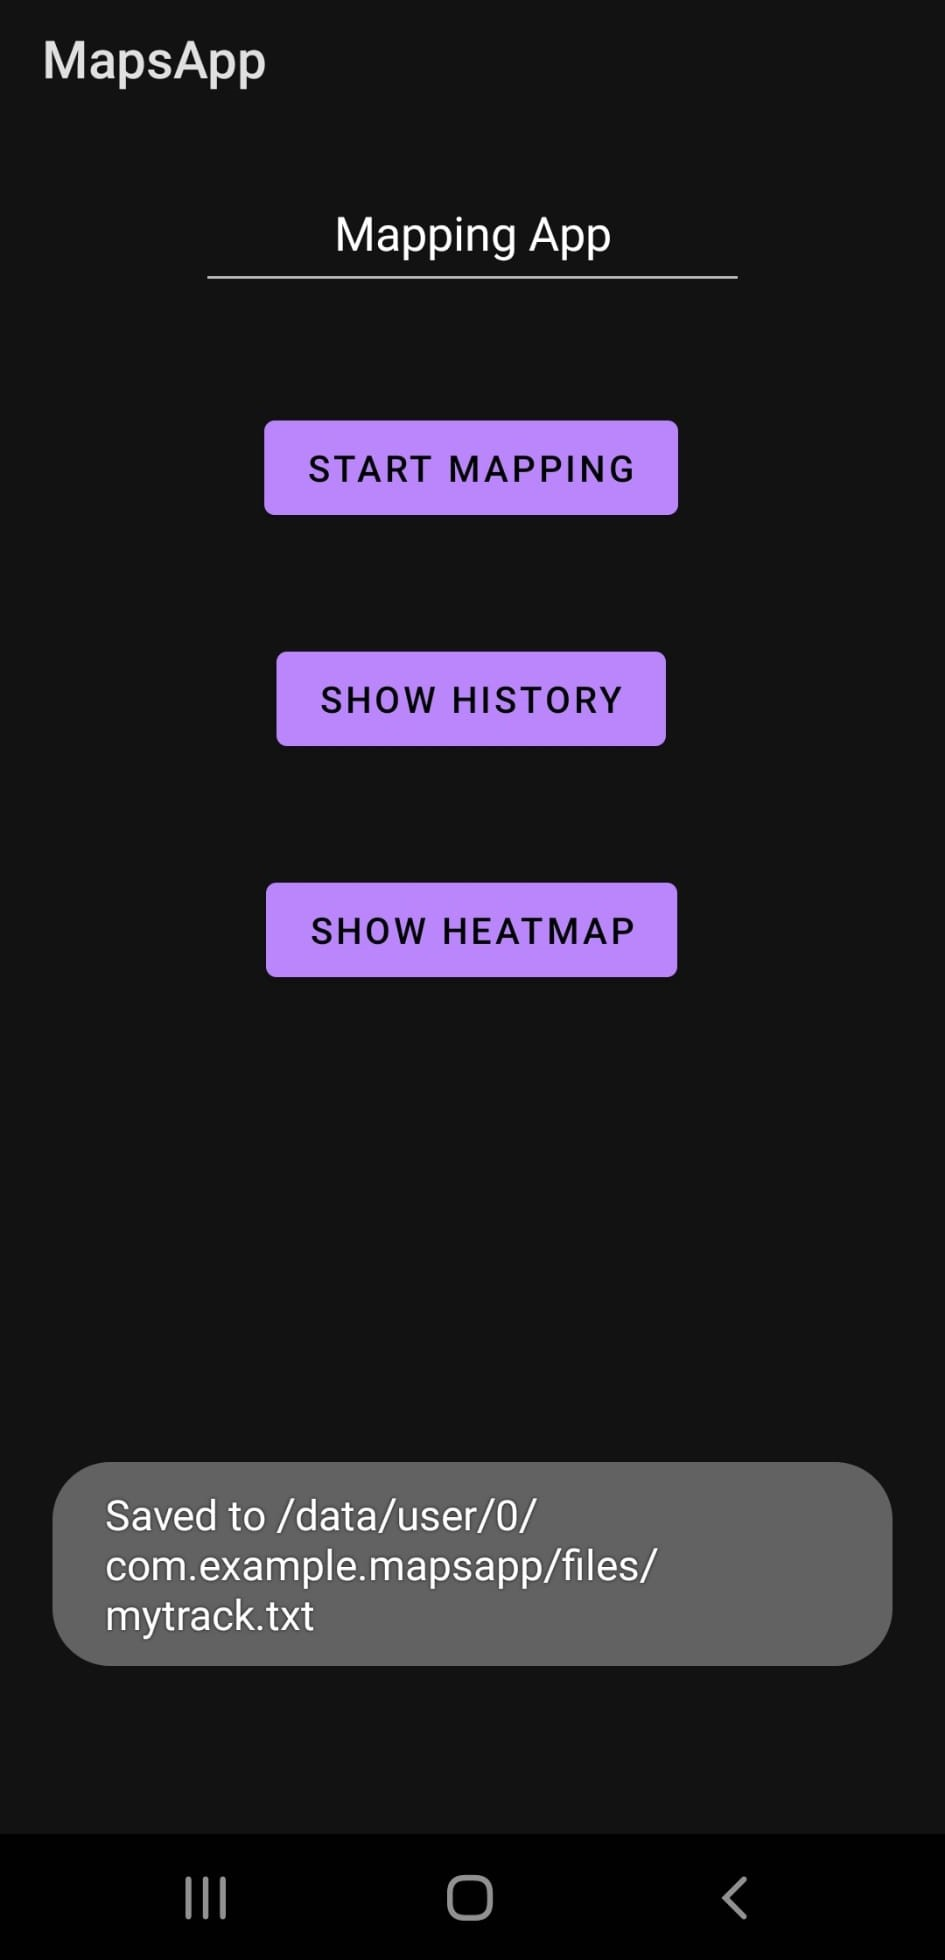 MapsApp
Mapping App
START MAPPING
SHOW HISTORY
SHOW HEATMAP
Saved to /data/user/0/
com.example.mapsapp/files/
mytrack.txt